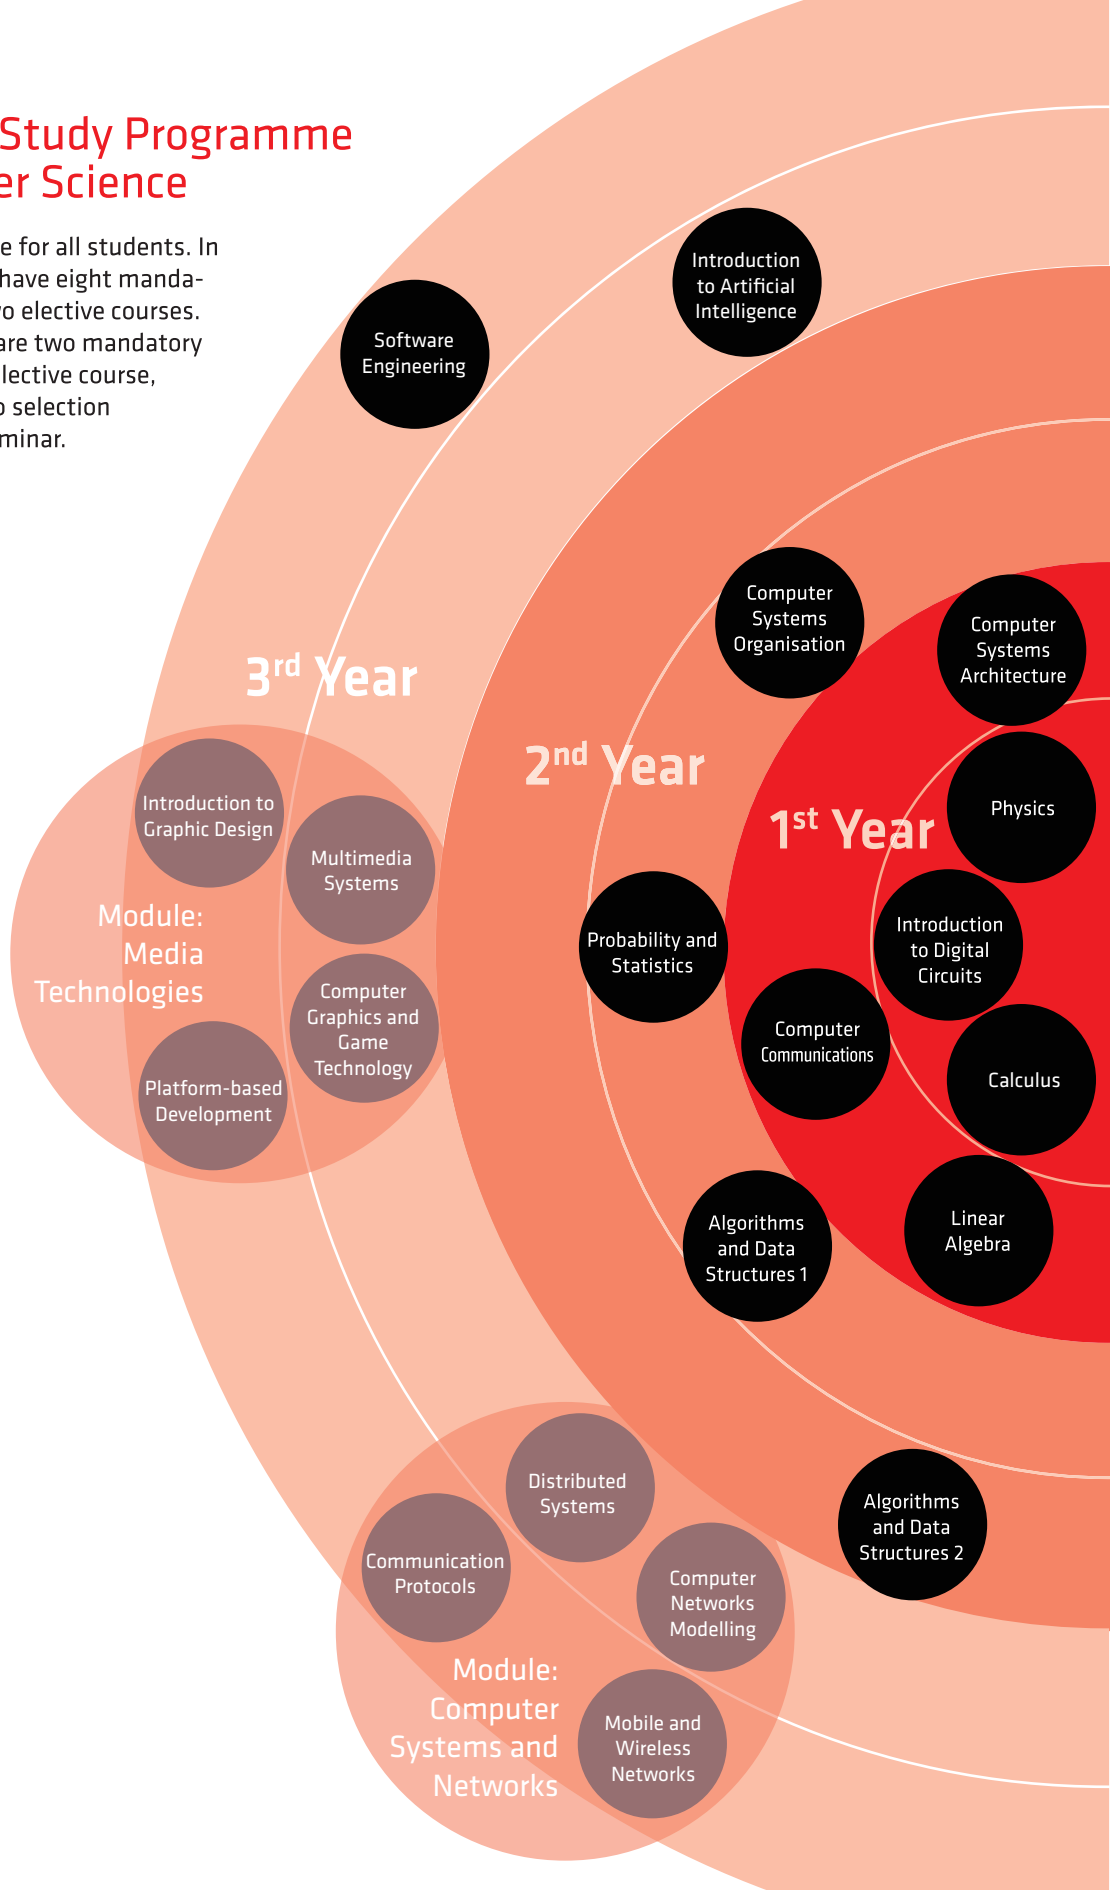 Study Programme
er Science
e for all students. In
have eight manda-
o elective courses.
are two mandatory
lective course,
o selection
minar.
Introduction
to Artificial
Intelligence
Software
Engineering
Computer
Systems
Organisation
Computer
Systems
Architecture
3rd Year
2nd Year
1st Year
Physics
Introduction to
Graphic Design
Multimedia
Systems
Module:
Media
Technologies
Probability and
Statistics
Introduction
to Digital
Circuits
Computer
Graphics and
Game
Technology
Computer
Communications
Calculus
Platform-based
Development
Algorithms
and Data
Structures 1
Linear
Algebra
Distributed
Systems
Algorithms
and Data
Structures 2
Communication
Protocols
Computer
Networks
Modelling
Module:
Computer
Systems and
Networks
Mobile and
Wireless
Networks